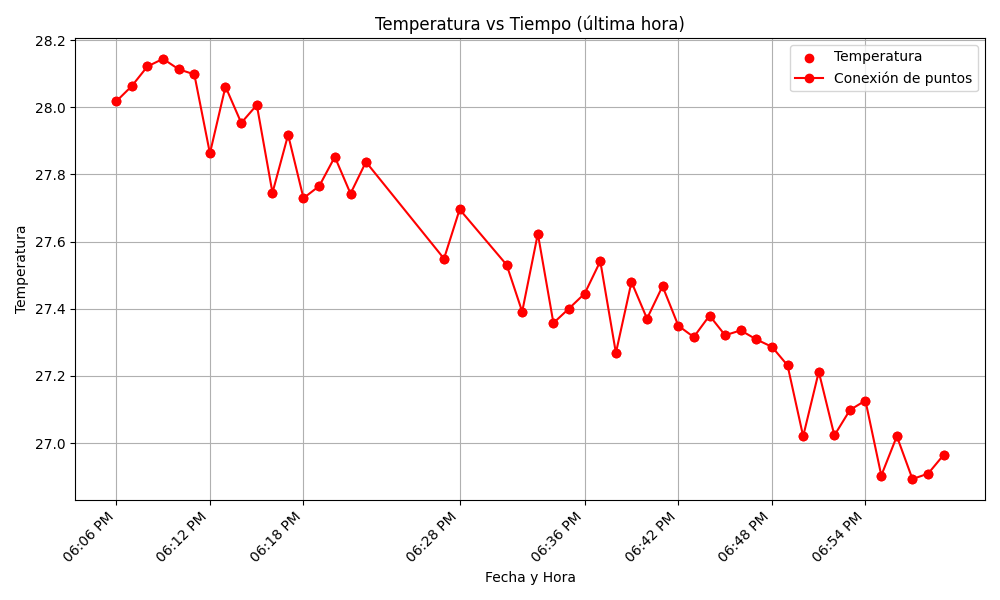 Temperatura vs Tiempo (última hora)
Temperatura
Conexión de puntos
Temperatura
28.2
28.0
27.8
27.6
27.4
27.2
27.0
06:06 PM
06:12 PM
06:18 PM
06:28 PM
06:36 PM
06:42 PM
06:48 PM
06:54 PM
Fecha y Hora